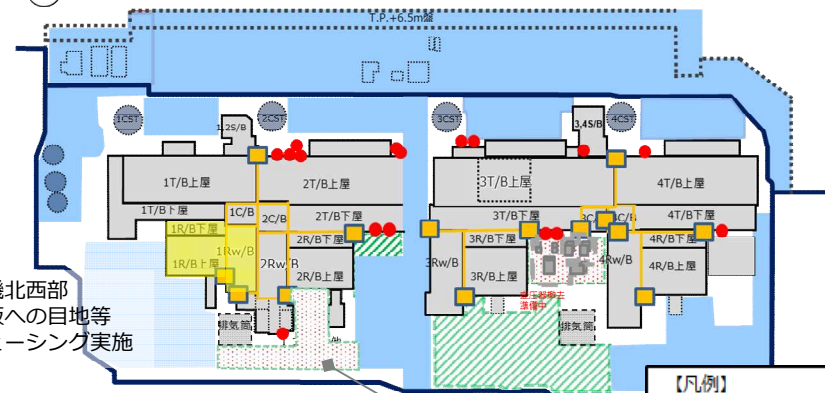 T.P.+6.5m盤
1CST
2CST
3CST
4CST
1,2S/B
3,4S/B
1T/B上屋
2T/B上屋
3T/B上屋
4T/B上屋
1T/B下屋
1C/B
2C/B
2T/B下屋
3T/B下屋
4T/B下屋
1R/B下屋
1Rw/B
2R/B下屋
3R/B下屋
4R/B下屋
1R/B上屋
2Rw/B
2R/B上屋
3Rw/B
3R/B上屋
4Rw/B
4R/B上屋
機北西部
への目地等
ェーシング実施
排気筒
準備中
排気筒
【凡例】